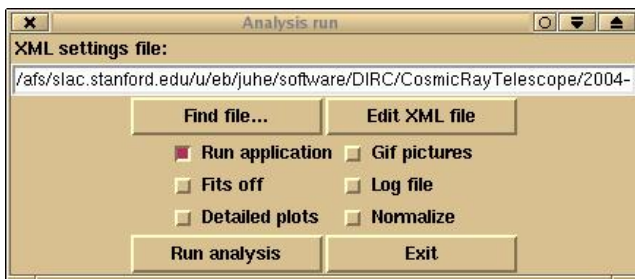 Analysis run
XML settings file:
/afs/slac.stanford.edu/u/eb/juhe/software/DIRC/CosmicRayTelescope/2004-
Find file... Edit XML file
Run application Gif pictures
Fits off Log file
Detailed plots Normalize
Run analysis Exit